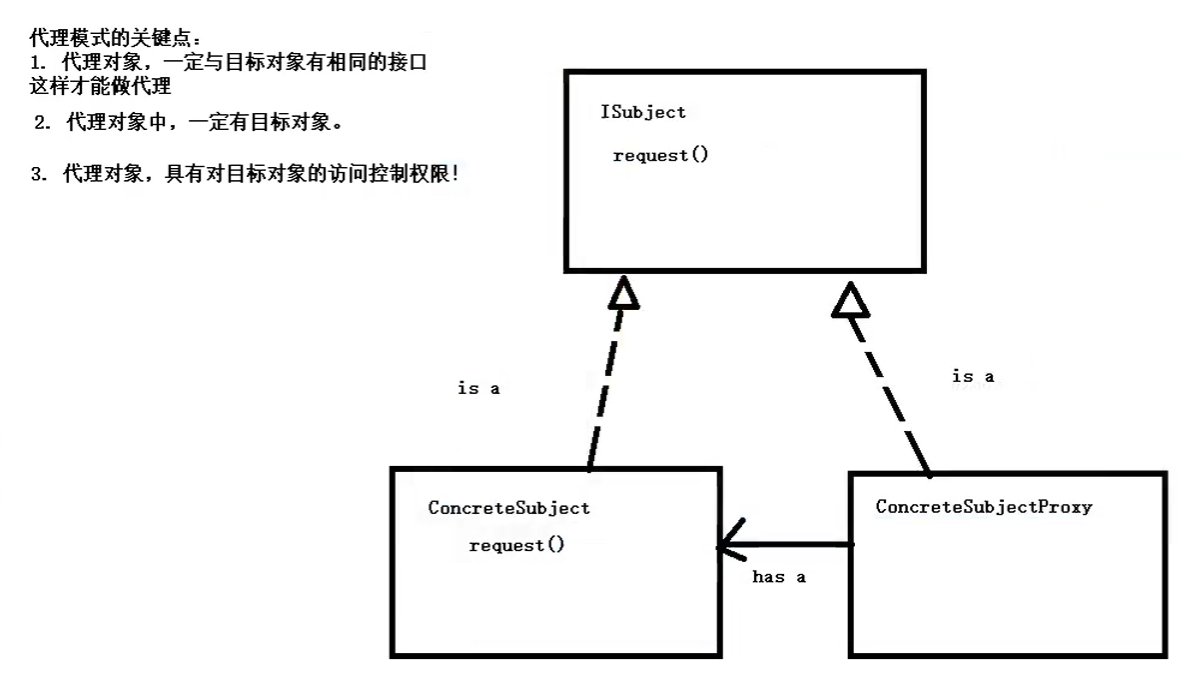 代理模式的关键点：
1. 代理对象，一定与目标对象有相同的接口
这样才能做代理
2. 代理对象中，一定有目标对象。
3. 代理对象，具有对目标对象的访问控制权限！
ISubject
request()
is a
is a
ConcreteSubject
request()
has a
ConcreteSubjectProxy